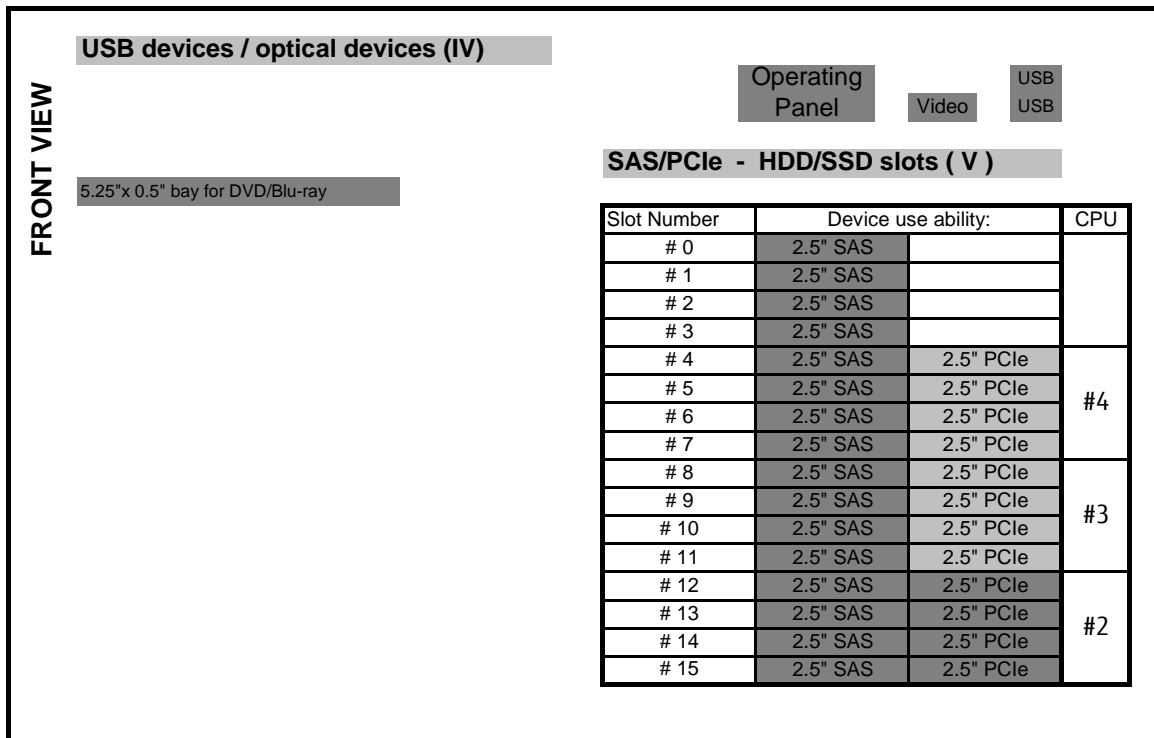 FRONT VIEW
USB devices / optical devices (IV)
5.25"x 0.5" bay for DVD/Blu-ray
Operating
Panel
Video
USB
USB
SAS/PCIe - HDD/SSD slots ( V )
Slot Number Device use ability: CPU
# 0 2.5" SAS
# 1 2.5" SAS
# 2 2.5" SAS
# 3 2.5" SAS
# 4 2.5" SAS 2.5" PCIe
# 5 2.5" SAS 2.5" PCIe
#4
# 6 2.5" SAS 2.5" PCIe
# 7 2.5" SAS 2.5" PCIe
# 8 2.5" SAS 2.5" PCIe
# 9 2.5" SAS 2.5" PCIe
#3
# 10 2.5" SAS 2.5" PCIe
# 11 2.5" SAS 2.5" PCIe
# 12 2.5" SAS 2.5" PCIe
# 13 2.5" SAS 2.5" PCIe
#2
# 14 2.5" SAS 2.5" PCIe
# 15 2.5" SAS 2.5" PCIe